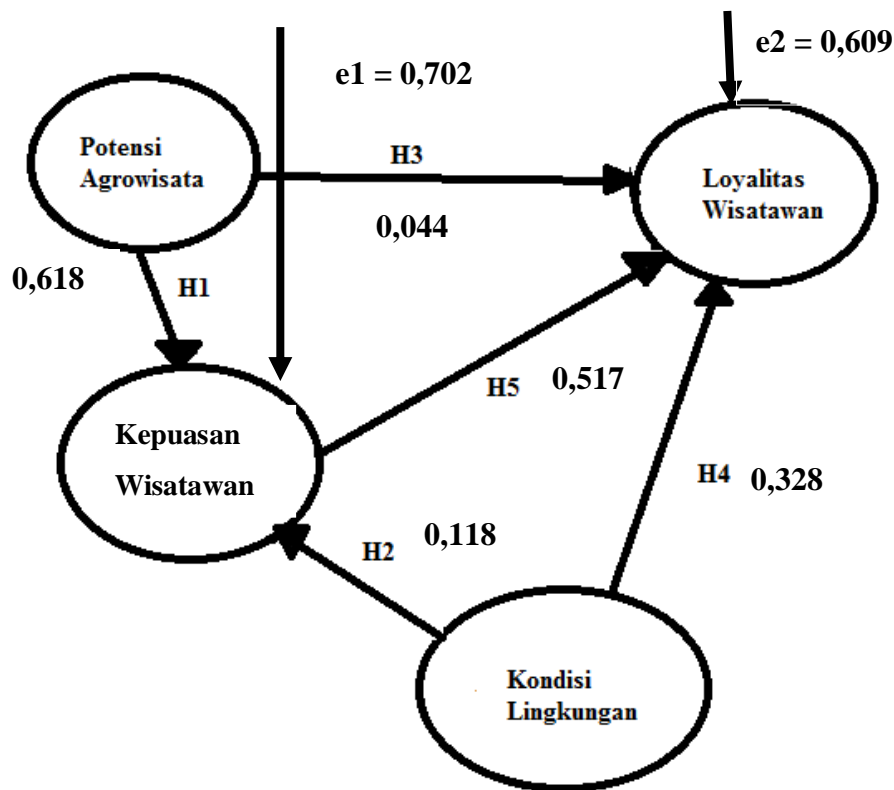 e2 = 0,609
e1 = 0,702
Potensi
Agrowisata
H3
Loyalitas
Wisatawan
0,044
0,618
H1
H5
0,517
Kepuasan
Wisatawan
H4
0,328
H2
0,118
Kondisi
Lingkungan